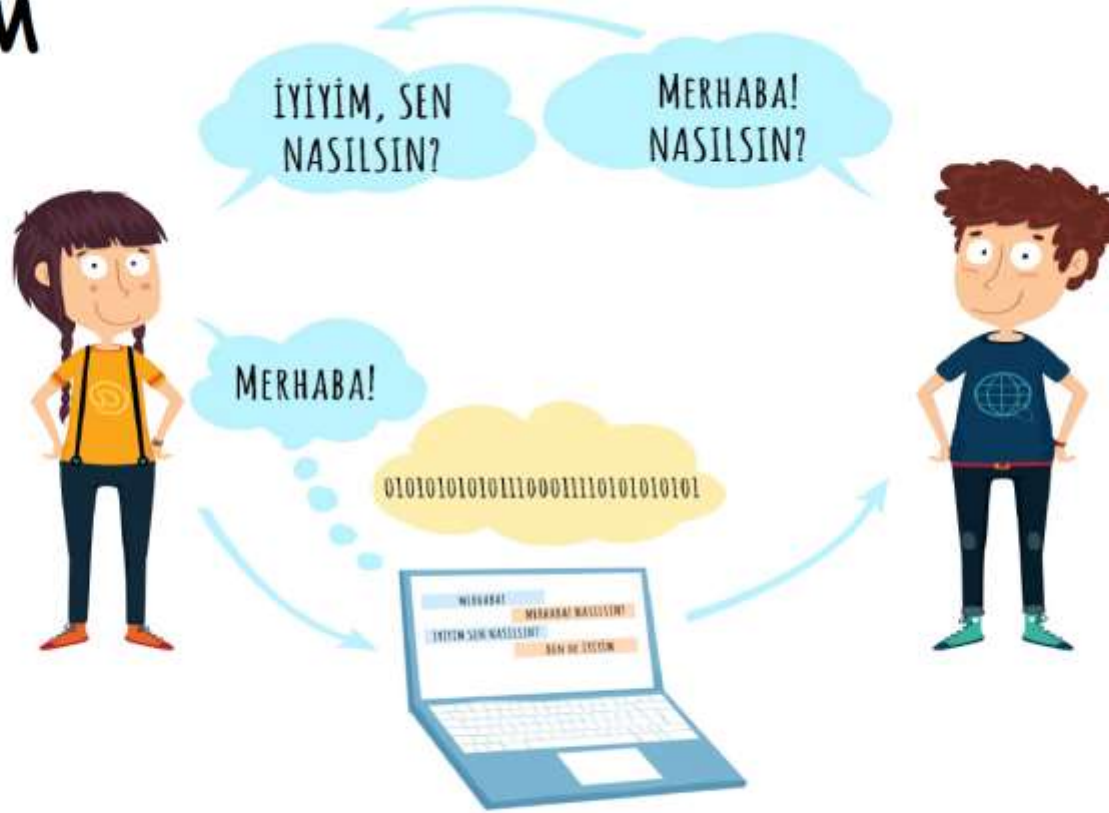 M
İYİYİM, SEN
NASILSIN?
MERHABA!
NASILSIN?
MERHABA!
0101010101011100011110101010101
MERHABA!
MERHABA! NASILSIN?
İYİYİM SEN NASILSIN?
BEN DE İYİYİM